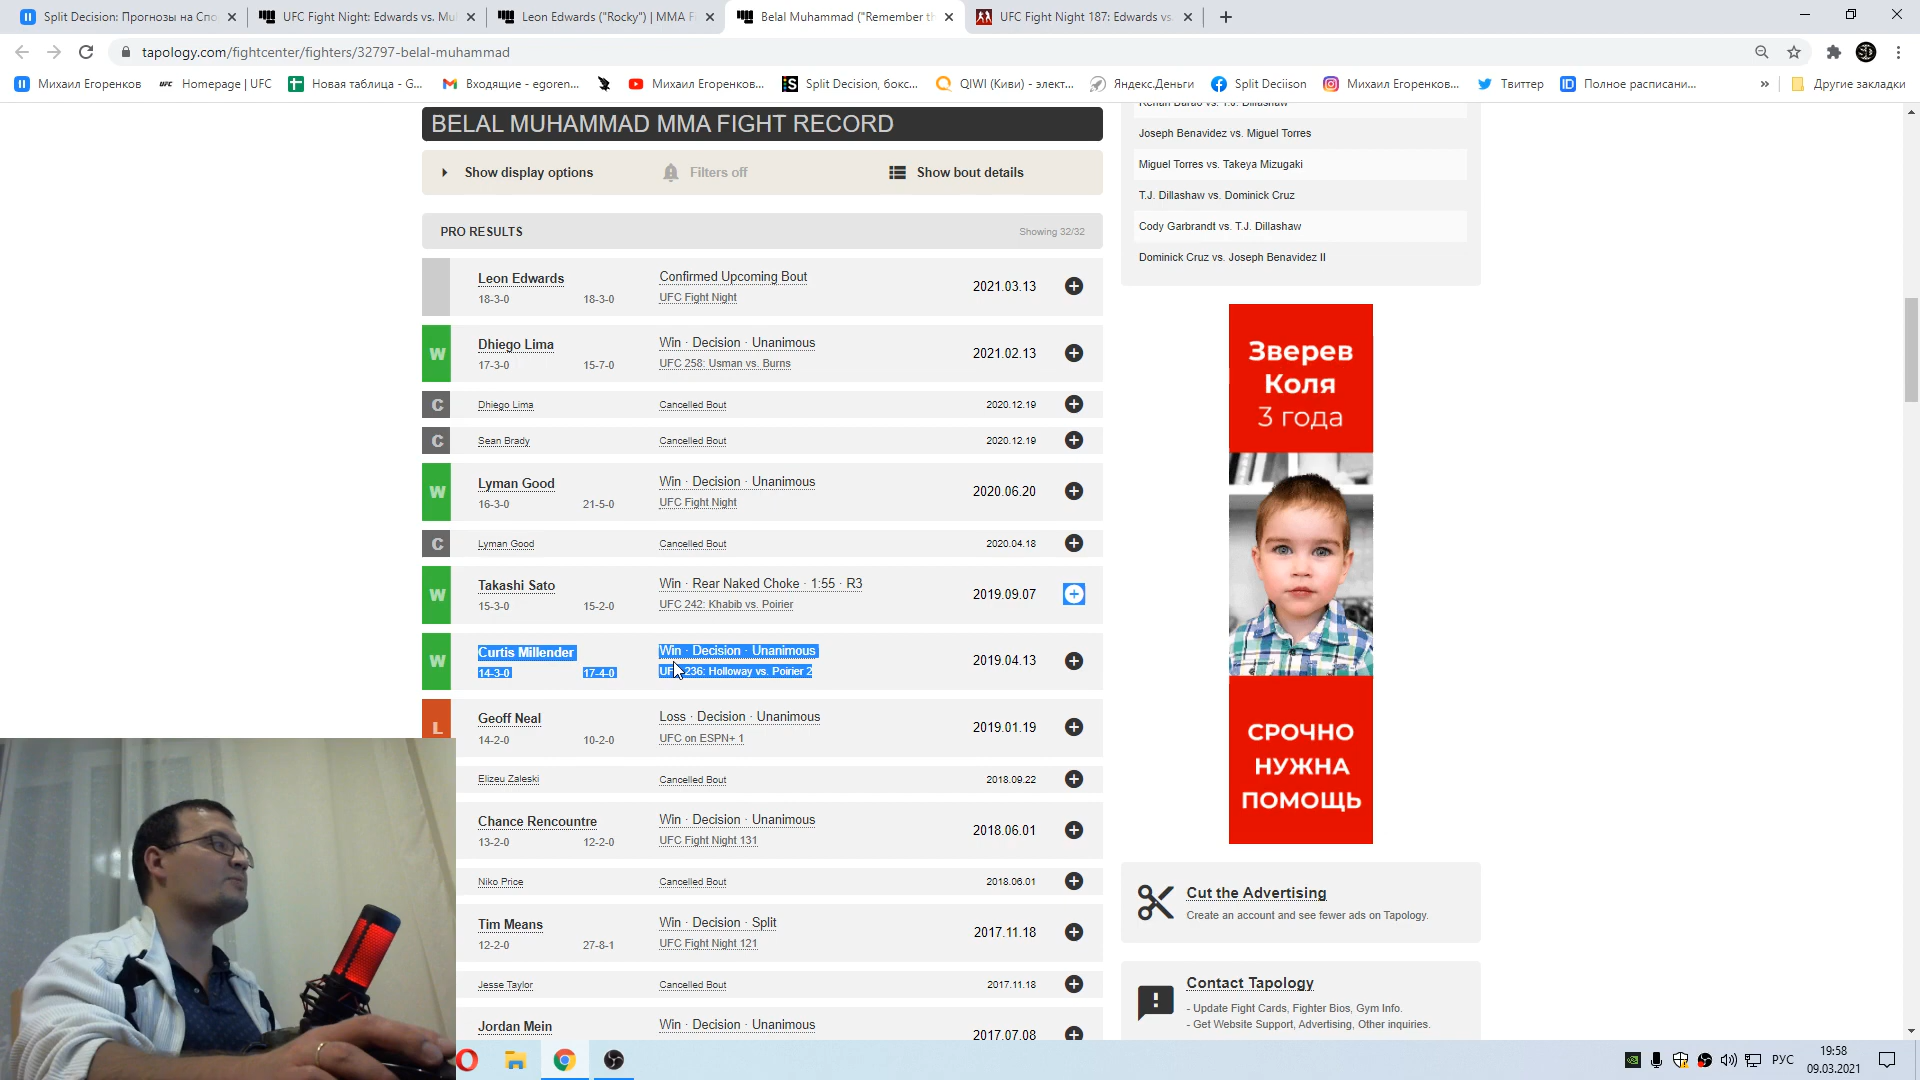 Split Decision: Прогнозы на Спо
UFC Fight Night: Edwards vs. Mu
Leon Edwards ("Rocky") | MMA F
Belal Muhammad ("Remember th
UFC Fight Night 187: Edwards vs
tapology.com/fightcenter/fighters/32797-belal-muhammad
Михаил Егоренков
Homepage | UFC
Новая таблица - G...
Входящие - egoren...
Михаил Егоренков...
Split Decision, бокс...
QIWI (Киви) - элект...
Яндекс.Деньги
Split Deciison
Михаил Егоренков...
Твиттер
Полное расписани...
»
Другие закладки
BELAL MUHAMMAD MMA FIGHT RECORD
Show display options
Filters off
Show bout details
PRO RESULTS
Showing 32/32
Leon Edwards
Confirmed Upcoming Bout
2021.03.13
18-3-0 18-3-0
UFC Fight Night
W
Dhiego Lima
Win · Decision · Unanimous
2021.02.13
17-3-0 15-7-0
UFC 258: Usman vs. Burns
C
Dhiego Lima
Cancelled Bout
2020.12.19
C
Sean Brady
Cancelled Bout
2020.12.19
W
Lyman Good
Win · Decision · Unanimous
2020.06.20
16-3-0 21-5-0
UFC Fight Night
C
Lyman Good
Cancelled Bout
2020.04.18
W
Takashi Sato
Win · Rear Naked Choke · 1:55 · R3
2019.09.07
15-3-0 15-2-0
UFC 242: Khabib vs. Poirier
W
Curtis Millender
Win · Decision · Unanimous
2019.04.13
14-3-0 17-4-0
236: Holloway vs. Poirier 2
L
Geoff Neal
Loss · Decision · Unanimous
2019.01.19
14-2-0 10-2-0
UFC on ESPN+ 1
Elizeu Zaleski
Cancelled Bout
2018.09.22
Chance Rencountre
Win · Decision · Unanimous
2018.06.01
13-2-0 12-2-0
UFC Fight Night 131
Niko Price
Cancelled Bout
2018.06.01
Tim Means
Win · Decision · Split
2017.11.18
12-2-0 27-8-1
UFC Fight Night 121
Jesse Taylor
Cancelled Bout
2017.11.18
Jordan Mein
Win · Decision · Unanimous
2017.07.08
Renan Barao vs. T.J. Dillashaw
Joseph Benavidez vs. Miguel Torres
Miguel Torres vs. Takeya Mizugaki
T.J. Dillashaw vs. Dominick Cruz
Cody Garbrandt vs. T.J. Dillashaw
Dominick Cruz vs. Joseph Benavidez II
Зверев
Коля
3 года
СРОЧНО
НУЖНА
ПОМОЩЬ
Cut the Advertising
Create an account and see fewer ads on Tapology.
Contact Tapology
- Update Fight Cards, Fighter Bios, Gym Info.
- Get Website Support, Advertising, Other inquiries.
РУС
19:58
09.03.2021